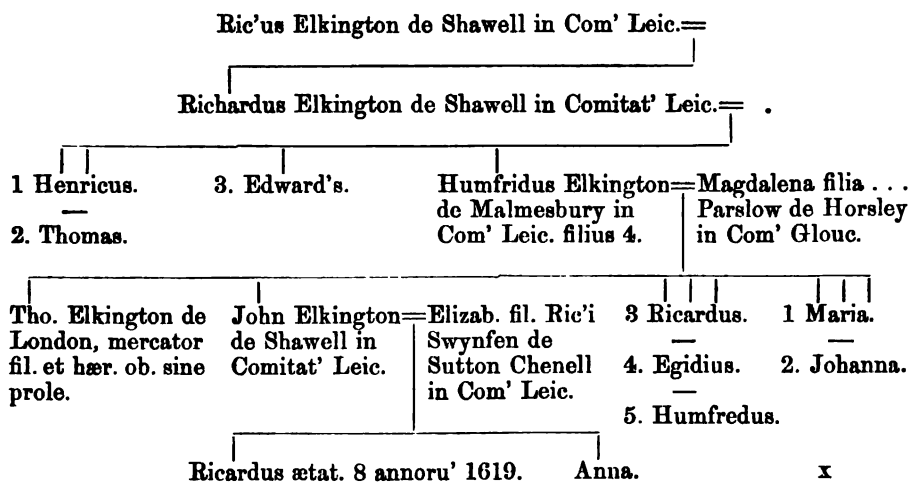 Ric'us Elkington de Shawell in Com' Leic.=
Richardus Elkington de Shawell in Comitat' Leic.= .
1 Henricus.
—
2. Thomas.
3. Edward's.
Humfridus Elkington=Magdalena filia . . .
de Malmesbury in
Com' Leic. filius 4.
Parslow de Horsley
in Com' Glouc.
Tho. Elkington de
London, mercator
fil. et hær. ob. sine
prole.
John Elkington=Elizab. fil. Ric'i
de Shawell in
Comitat' Leic.
Swynfen de
Sutton Chenell
in Com' Leic.
3 Ricardus.
—
4. Egidius.
—
5. Humfredus.
1 Maria.
—
2. Johanna.
Ricardus ætat. 8 annoru' 1619.
Anna.
x